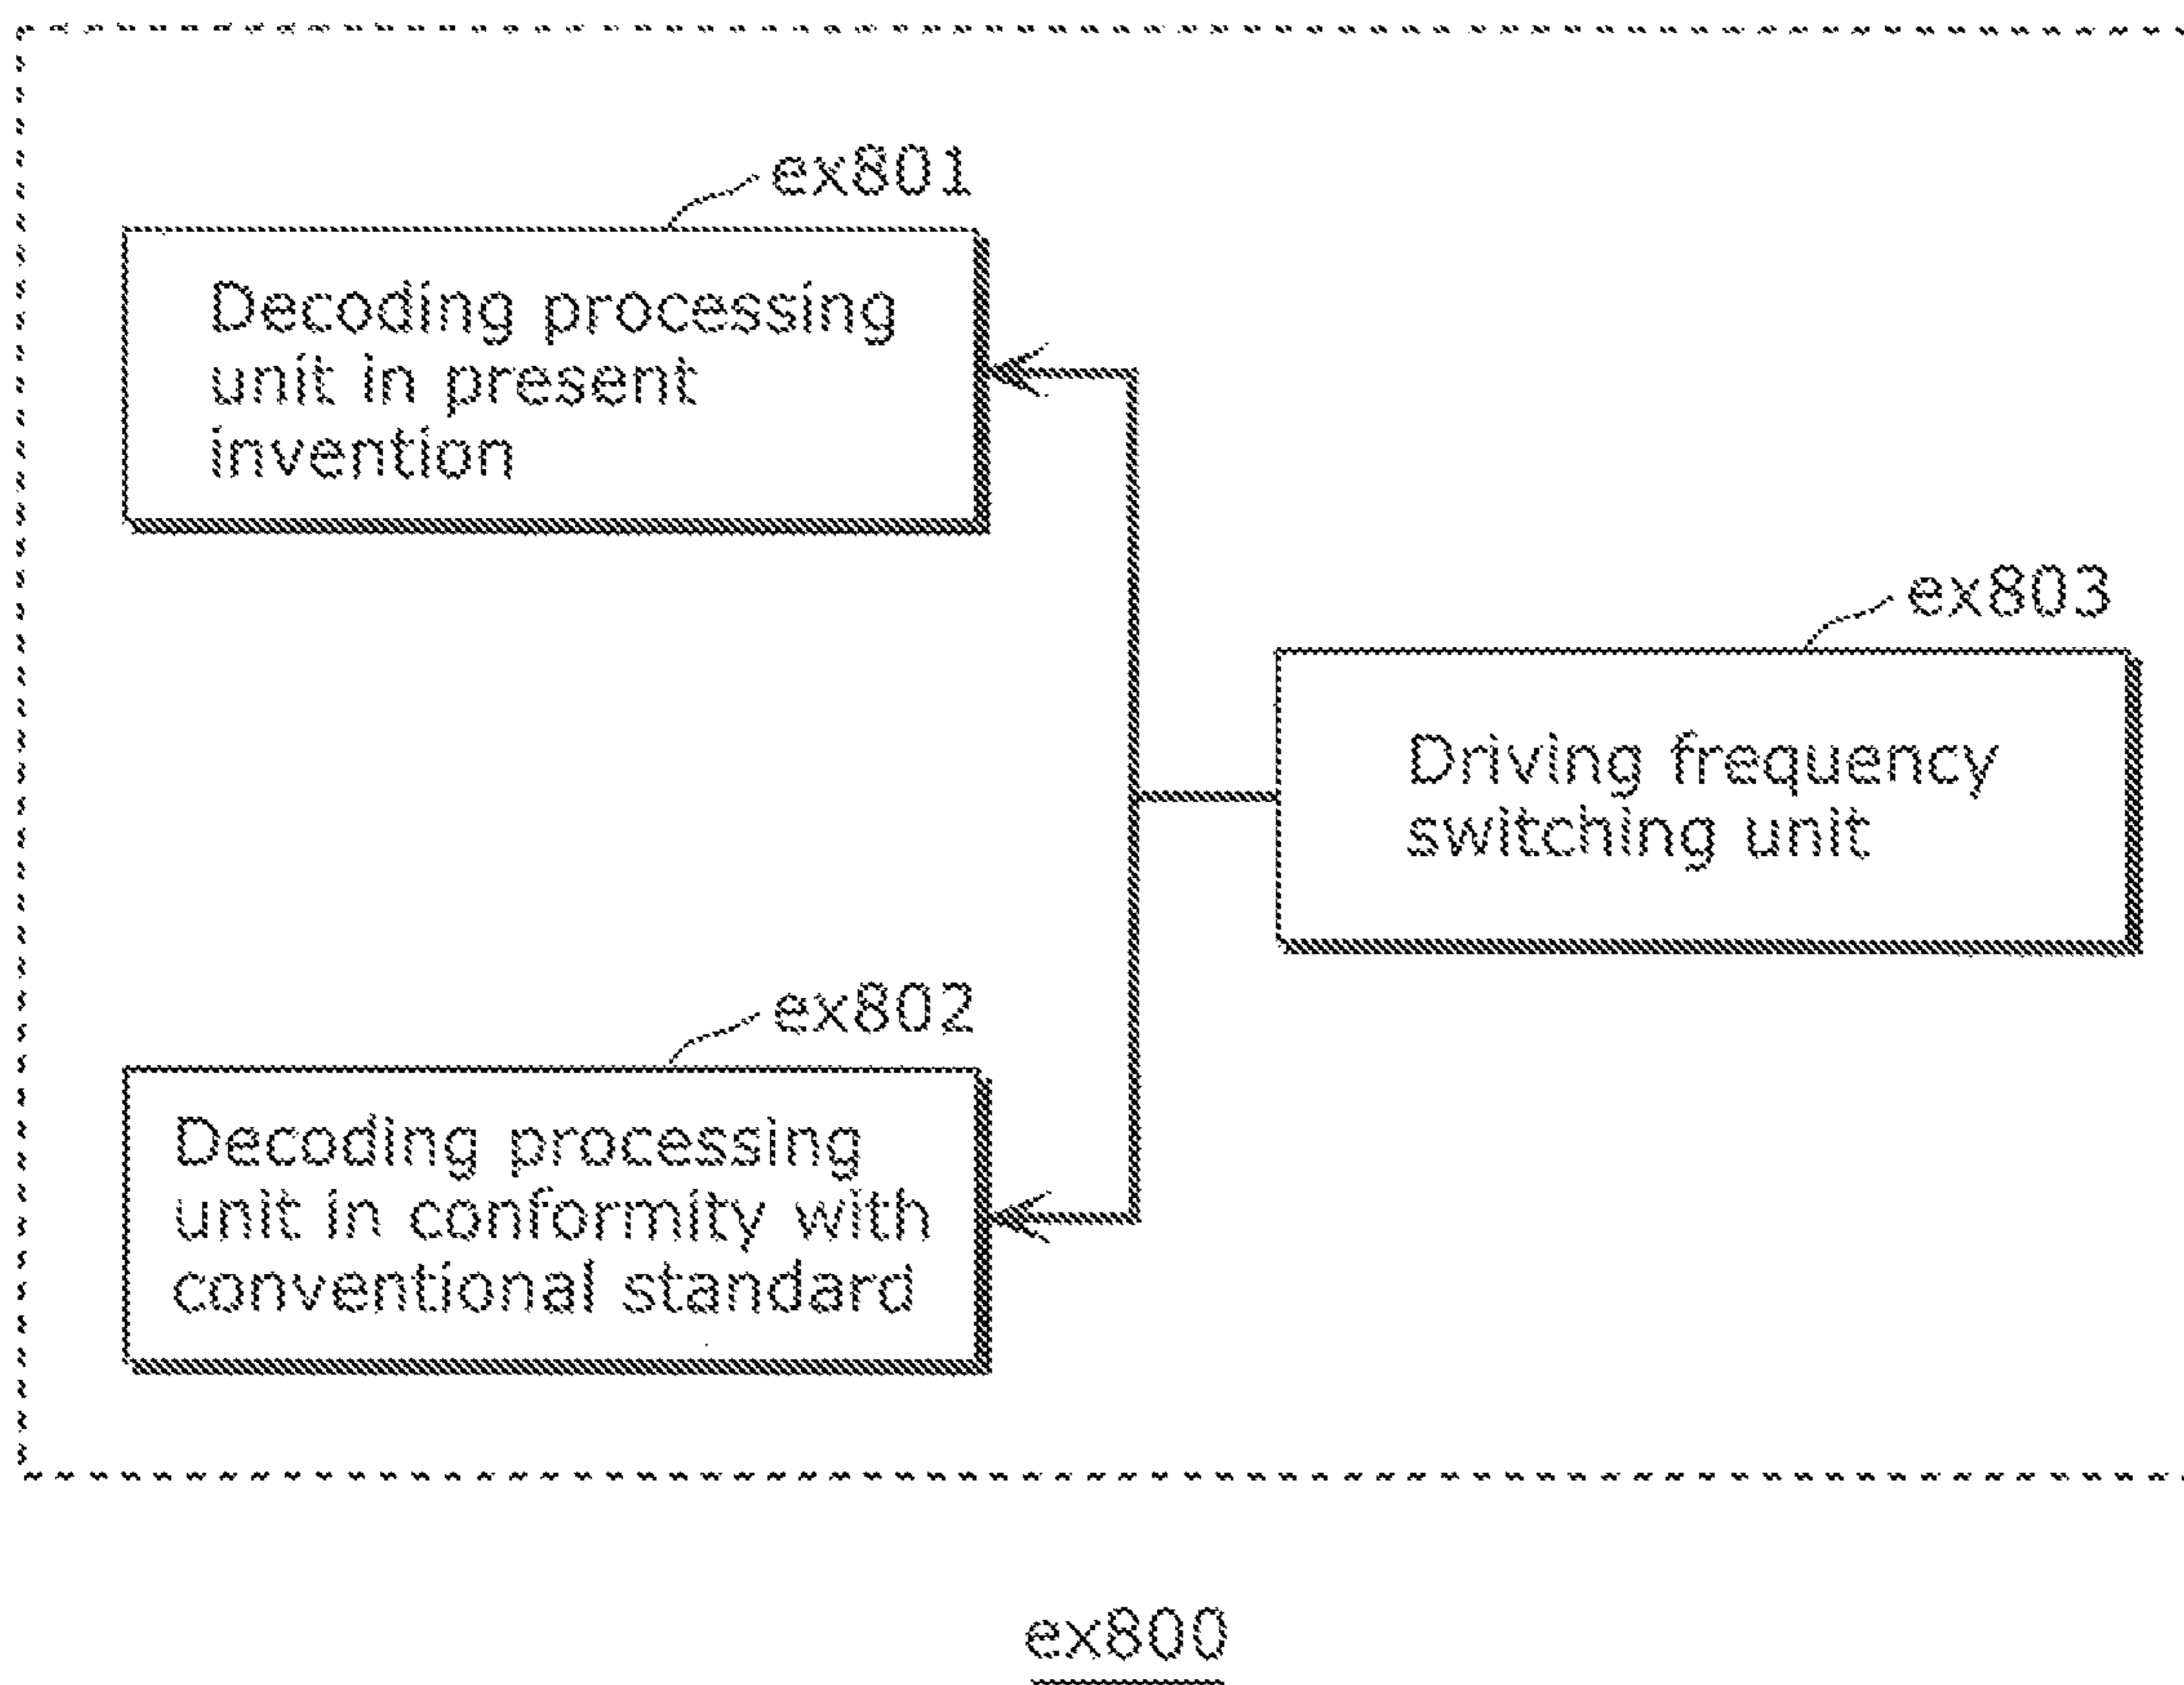 ex801
Decoding processing
unit in present
invention
ex803
Driving frequency
switching unit
ex802
Decoding processing
unit in conformity with
conventional standard
ex800